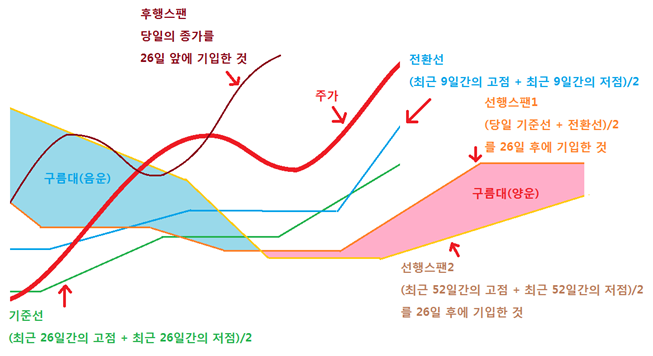 후행스팬
당일의 종가를
26일 앞에 기입한 것
전환선
(최근 9일간의 고점 + 최근 9일간의 저점)/2
주가
선행스팬1
(당일 기준선 + 전환선)/2
를 26일 후에 기입한 것
구름대(음운)
구름대(양운)
선행스팬2
(최근 52일간의 고점 + 최근 52일간의 저점)/2
를 26일 후에 기입한 것
기준선
(최근 26일간의 고점 + 최근 26일간의 저점)/2